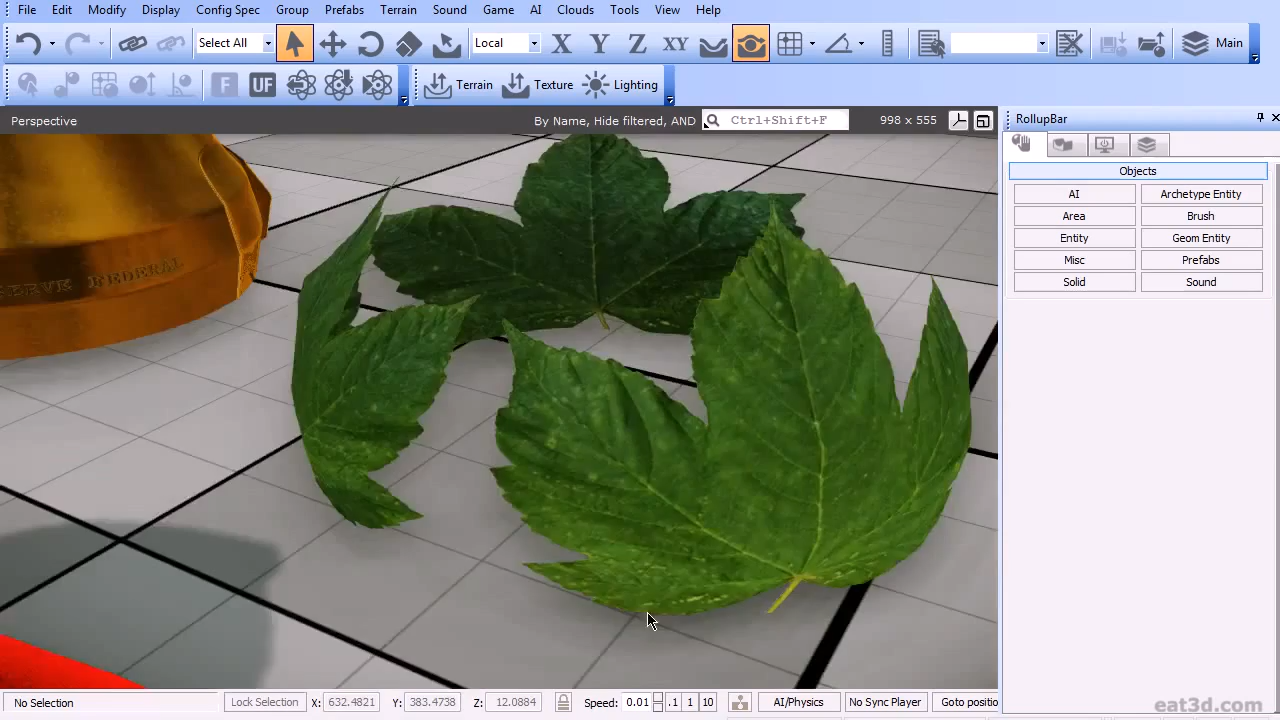 File Edit Modify Display Config Spec Group Prefabs Terrain Sound Game AI Clouds Tools View Help
Select All Local X Y Z XY Main
F UF Terrain Texture Lighting
Perspective By Name, Hide filtered, AND Ctrl+Shift+F 998 x 555
RollupBar
Objects
AI Archetype Entity
Area Brush
Entity Geom Entity
Misc Prefabs
Solid Sound
SERVE FEDERAL
No Selection Lock Selection X: 632.4821 Y: 383.4738 Z: 12.0884 Speed: 0.01 .1 1 10 AI/Physics No Sync Player Goto positio
eat3d.com